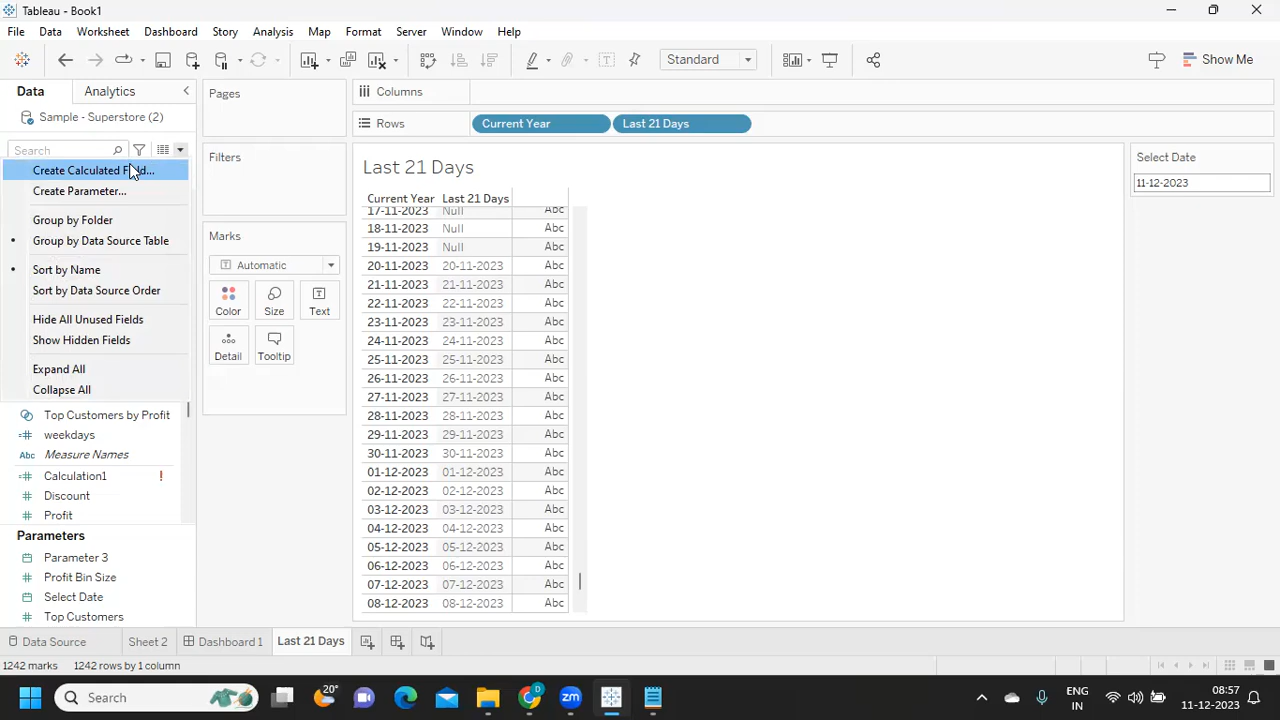 Tableau - Book1
File Data Worksheet Dashboard Story Analysis Map Format Server Window Help
Standard
Show Me
Data Analytics
Sample - Superstore (2)
Search
Create Calculated Field...
Create Parameter...
Group by Folder
Group by Data Source Table
Sort by Name
Sort by Data Source Order
Hide All Unused Fields
Show Hidden Fields
Expand All
Collapse All
Top Customers by Profit
weekdays
Abc Measure Names
Calculation1 !
Discount
Profit
Parameters
Parameter 3
Profit Bin Size
Select Date
Top Customers
Pages
Filters
Marks
Automatic
Color Size Text
Detail Tooltip
Columns
Rows Current Year Last 21 Days
Last 21 Days
Current Year Last 21 Days
17-11-2023 Null Abc
18-11-2023 Null Abc
19-11-2023 Null Abc
20-11-2023 20-11-2023 Abc
21-11-2023 21-11-2023 Abc
22-11-2023 22-11-2023 Abc
23-11-2023 23-11-2023 Abc
24-11-2023 24-11-2023 Abc
25-11-2023 25-11-2023 Abc
26-11-2023 26-11-2023 Abc
27-11-2023 27-11-2023 Abc
28-11-2023 28-11-2023 Abc
29-11-2023 29-11-2023 Abc
30-11-2023 30-11-2023 Abc
01-12-2023 01-12-2023 Abc
02-12-2023 02-12-2023 Abc
03-12-2023 03-12-2023 Abc
04-12-2023 04-12-2023 Abc
05-12-2023 05-12-2023 Abc
06-12-2023 06-12-2023 Abc
07-12-2023 07-12-2023 Abc
08-12-2023 08-12-2023 Abc
Select Date
11-12-2023
Data Source Sheet 2 Dashboard 1 Last 21 Days
1242 marks 1242 rows by 1 column
Search
20°
D
zm
ENG
IN
08:57
11-12-2023